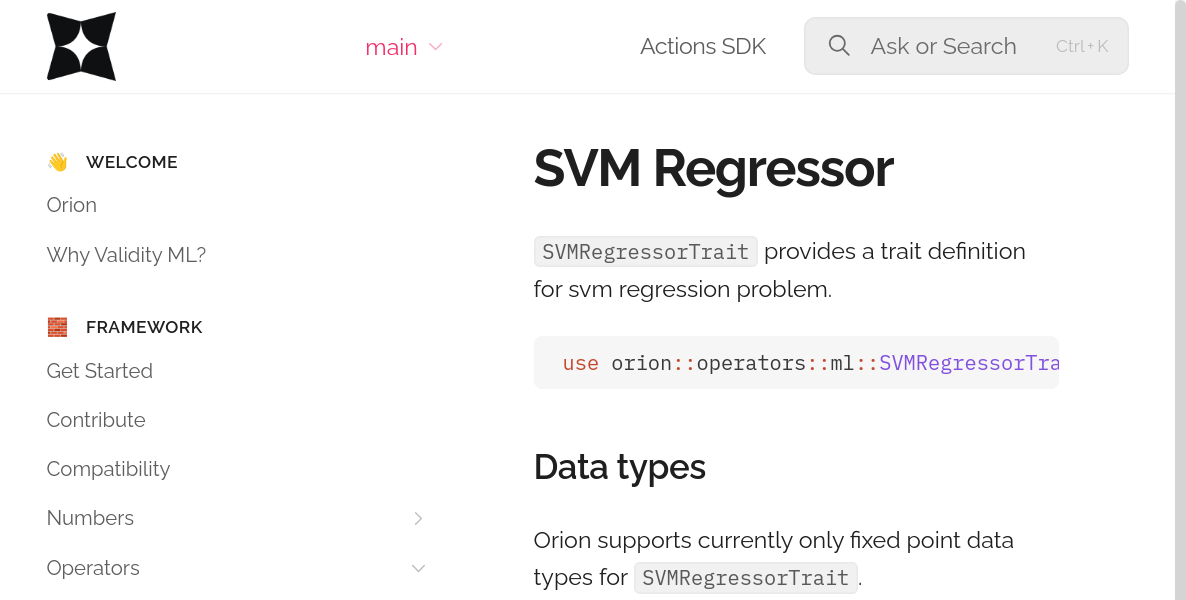 main
Actions SDK
Ask or Search
Ctrl + K
WELCOME
Orion
Why Validity ML?
FRAMEWORK
Get Started
Contribute
Compatibility
Numbers
Operators
SVM Regressor
SVMRegressorTrait provides a trait definition
for svm regression problem.
use orion::operators::ml::SVMRegressorTra
Data types
Orion supports currently only fixed point data
types for SVMRegressorTrait.